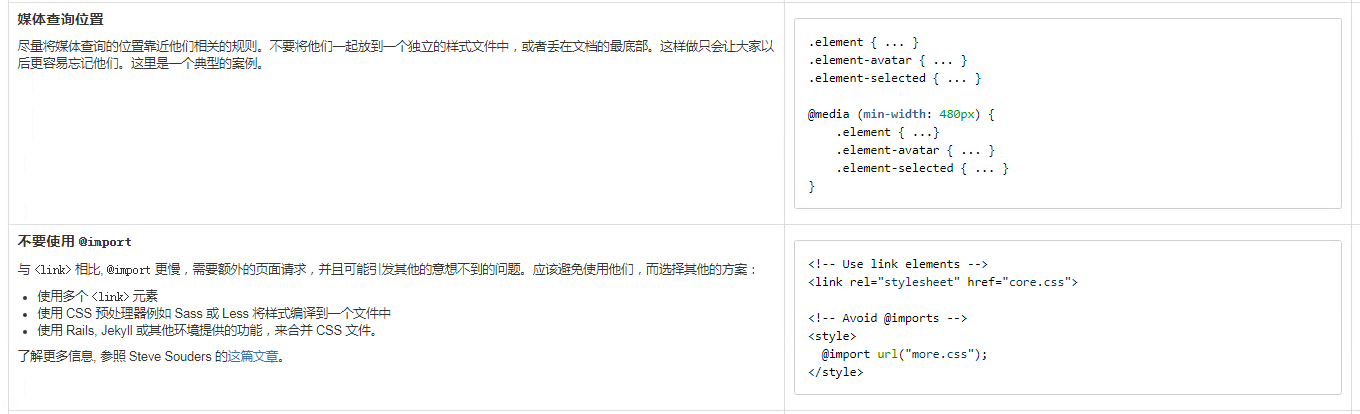 媒体查询位置
尽量将媒体查询的位置靠近他们相关的规则。不要将他们一起放到一个独立的样式文件中，或者丢在文档的最底部。这样做只会让大家以
后更容易忘记他们。这里是一个典型的案例。
.element { ... }
.element-avatar { ... }
.element-selected { ... }
@media (min-width: 480px) {
    .element { ...}
    .element-avatar { ... }
    .element-selected { ... }
}
不要使用 @import
与 <link> 相比, @import 更慢，需要额外的页面请求，并且可能引发其他的意想不到的问题。应该避免使用他们，而选择其他的方案：
• 使用多个 <link> 元素
• 使用 CSS 预处理器例如 Sass 或 Less 将样式编译到一个文件中
• 使用 Rails, Jekyll 或其他环境提供的功能，来合并 CSS 文件。
了解更多信息, 参照 Steve Souders 的这篇文章。
<!-- Use link elements -->
<link rel="stylesheet" href="core.css">
<!-- Avoid @imports -->
<style>
  @import url("more.css");
</style>